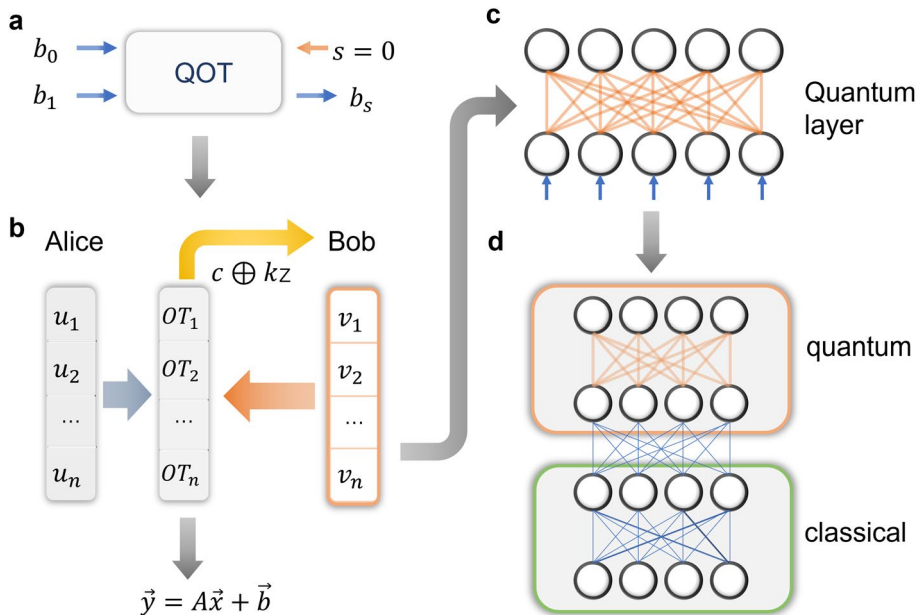 a
b₀
b₁
QOT
s = 0
bₛ
b
Alice
Bob
c ⊕ kz
u₁
u₂
...
uₙ
OT₁
OT₂
...
OTₙ
v₁
v₂
...
vₙ
y⃗ = Ax⃗ + b⃗
c
Quantum
layer
d
quantum
classical